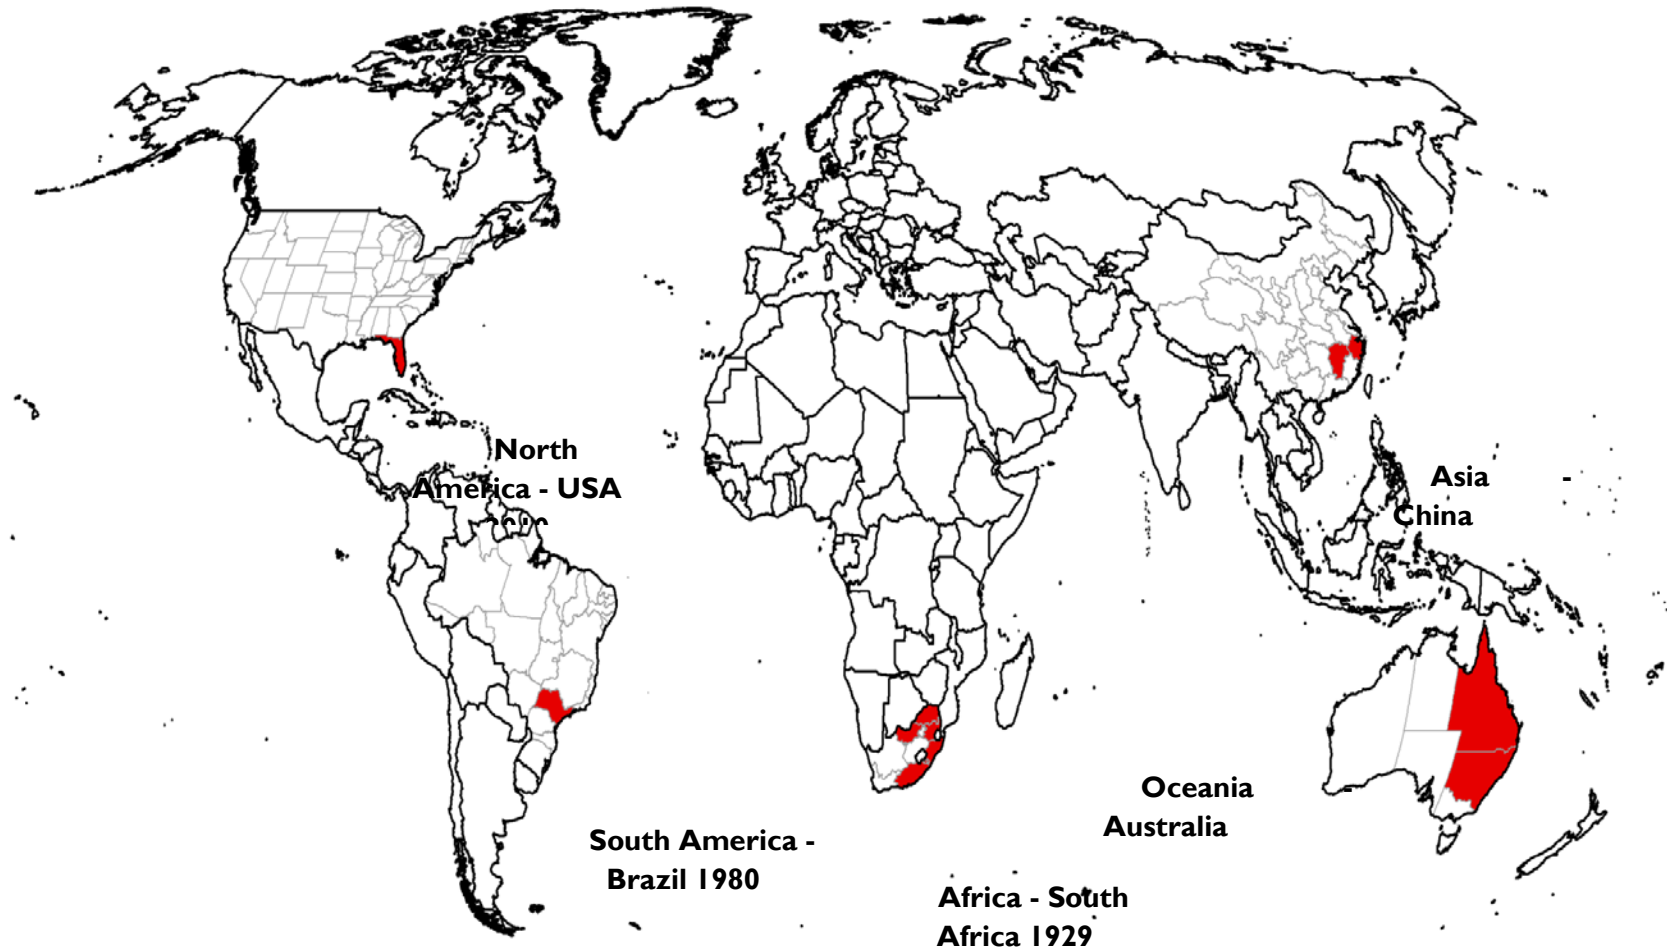 North
America - USA
Asia -
China
Oceania -
Australia
South America -
Brazil 1980
Africa - South
Africa 1929